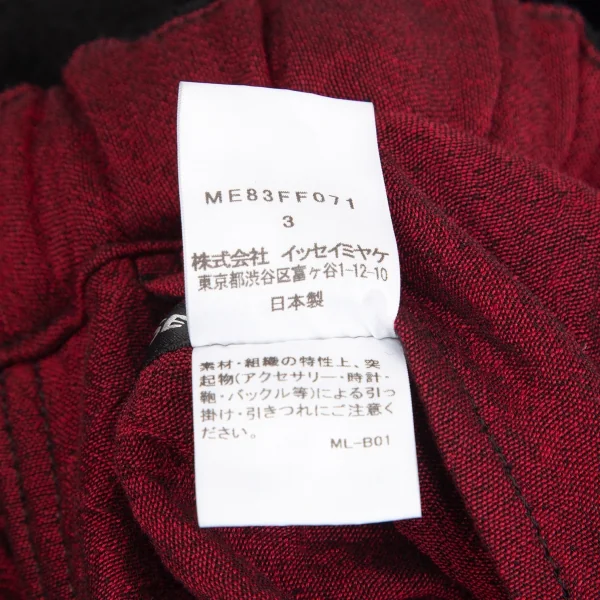 ME83FF071
3
株式会社 イッセイミヤケ
東京都渋谷区富ヶ谷1-12-10
日本製
素材・組織の特性上、突
起物(アクセサリー・時計・
鞄・バックル等)による引っ
掛け・引きつれにご注意く
ださい。
ML-B01